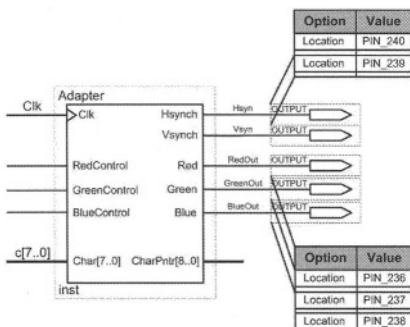 Option Value
Location PIN_240
Location PIN_239
Adapter
Clk
Clk
Hsynch
Hsyn
OUTPUT
Vsynch
Vsyn
OUTPUT
RedControl
Red
RedOut
OUTPUT
GreenControl
Green
GreenOut
OUTPUT
BlueControl
Blue
BlueOut
OUTPUT
c[7..0]
Char[7..0]
CharPntr[8..0]
inst
Option Value
Location PIN_236
Location PIN_237
Location PIN_238